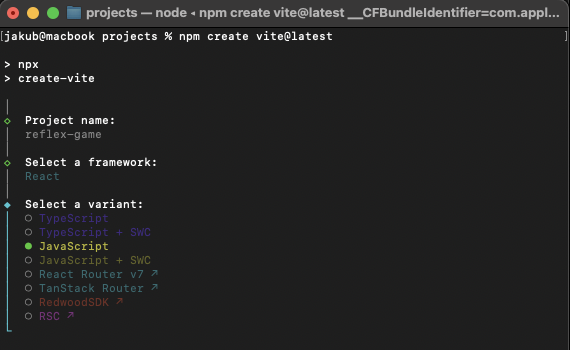 projects — node ◂ npm create vite@latest __CFBundleIdentifier=com.appl...
[jakub@macbook projects % npm create vite@latest ]
> npx
> create-vite
Project name:
reflex-game
Select a framework:
React
Select a variant:
TypeScript
TypeScript + SWC
JavaScript
JavaScript + SWC
React Router v7 ↗
TanStack Router ↗
RedwoodSDK ↗
RSC ↗